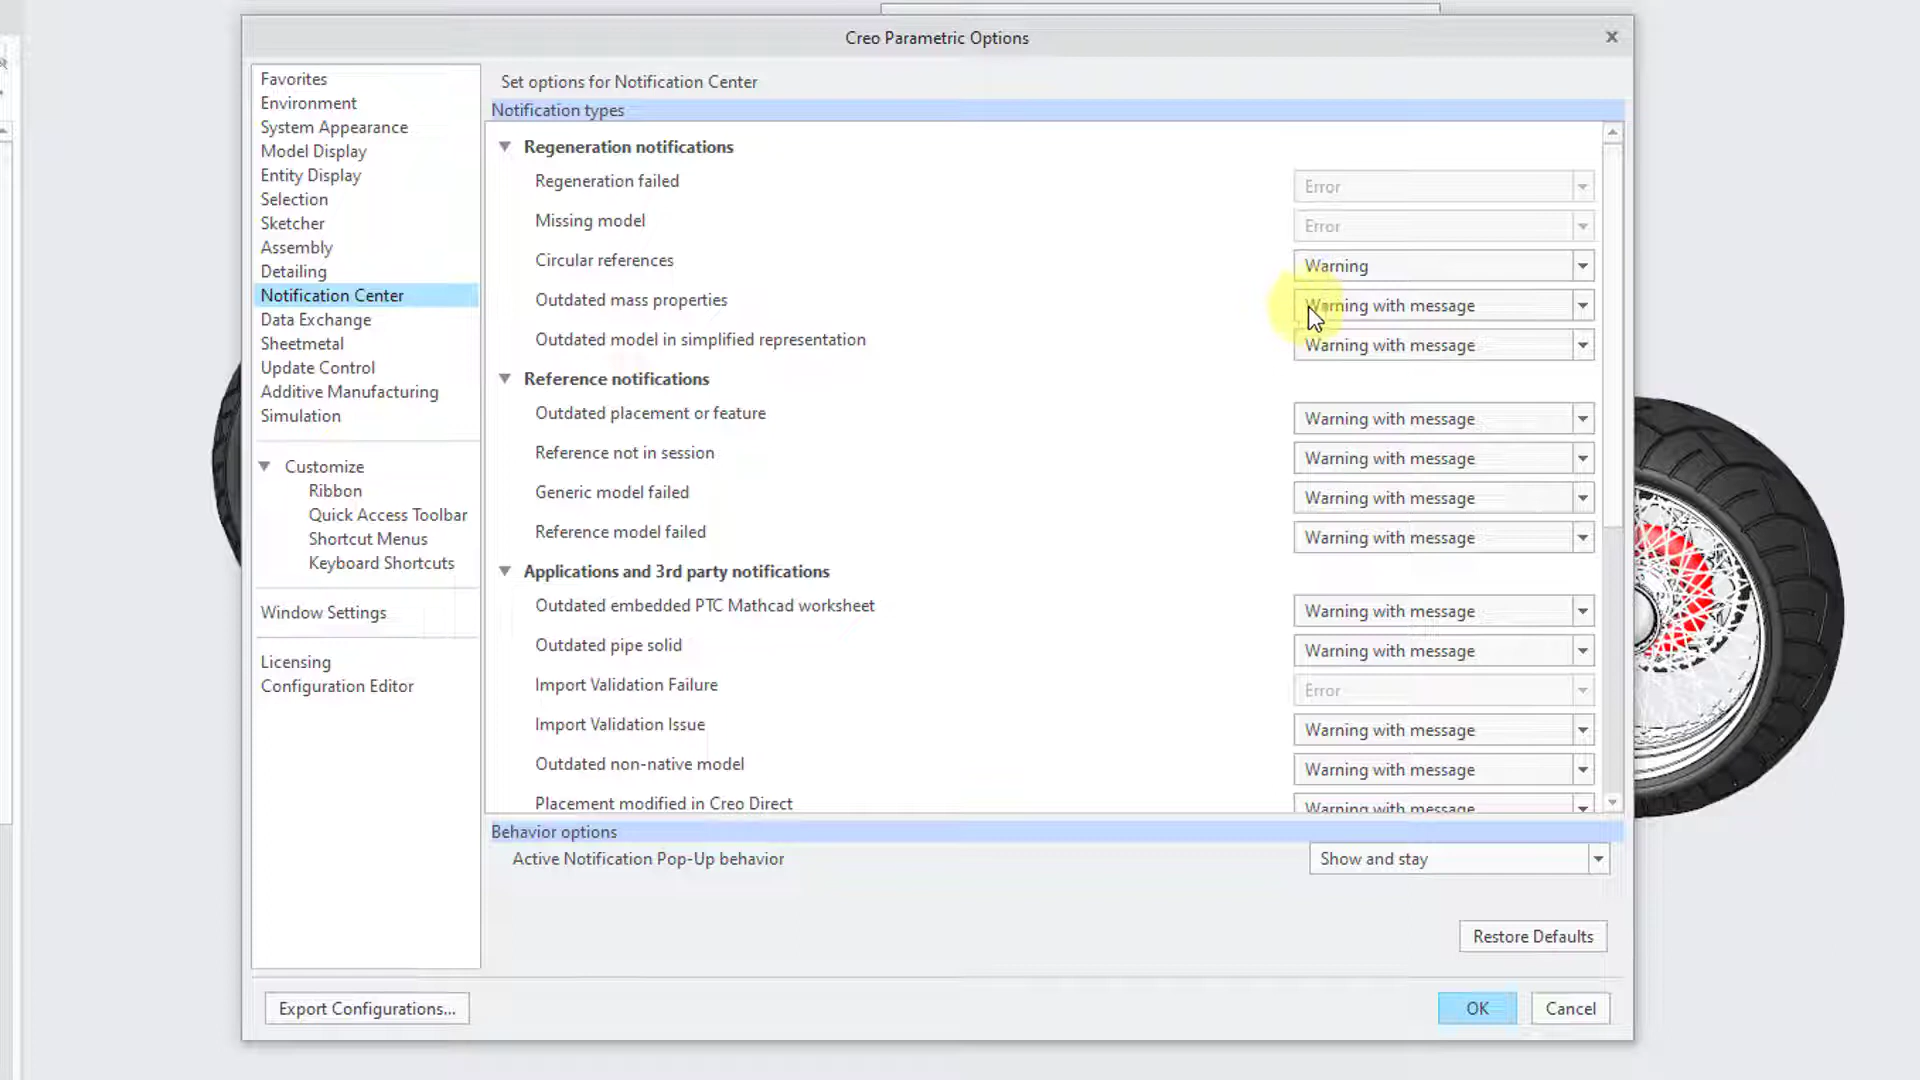 Creo Parametric Options
Favorites
Environment
System Appearance
Model Display
Entity Display
Selection
Sketcher
Assembly
Detailing
Notification Center
Data Exchange
Sheetmetal
Update Control
Additive Manufacturing
Simulation
Customize
Ribbon
Quick Access Toolbar
Shortcut Menus
Keyboard Shortcuts
Window Settings
Licensing
Configuration Editor
Set options for Notification Center
Notification types
Regeneration notifications
Regeneration failed Error
Missing model Error
Circular references Warning
Outdated mass properties Warning with message
Outdated model in simplified representation Warning with message
Reference notifications
Outdated placement or feature Warning with message
Reference not in session Warning with message
Generic model failed Warning with message
Reference model failed Warning with message
Applications and 3rd party notifications
Outdated embedded PTC Mathcad worksheet Warning with message
Outdated pipe solid Warning with message
Import Validation Failure Error
Import Validation Issue Warning with message
Outdated non-native model Warning with message
Placement modified in Creo Direct Warning with message
Behavior options
Active Notification Pop-Up behavior Show and stay
Restore Defaults
Export Configurations... OK Cancel